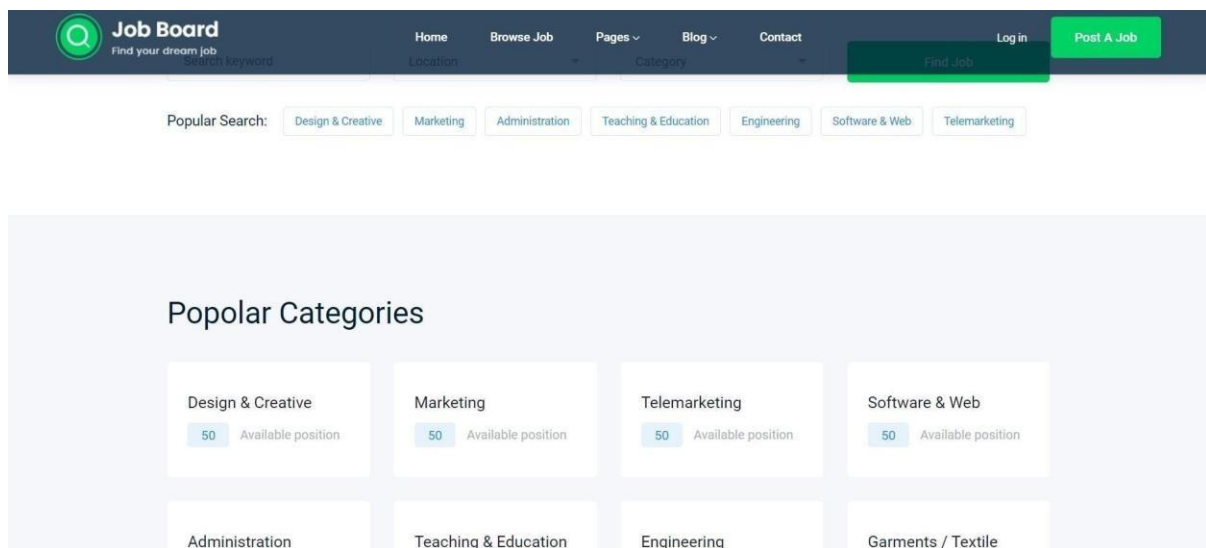 Job Board
Find your dream job
Home Browse Job Pages Blog Contact Log in Post A Job
Search keyword Location Category Find Job
Popular Search: Design & Creative Marketing Administration Teaching & Education Engineering Software & Web Telemarketing
Popolar Categories
Design & Creative Marketing Telemarketing Software & Web
50 Available position 50 Available position 50 Available position 50 Available position
Administration Teaching & Education Engineering Garments / Textile